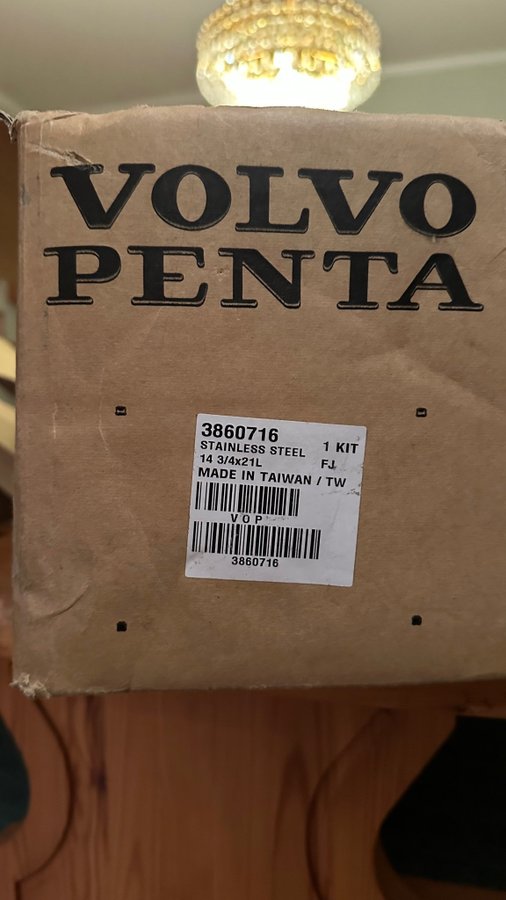 VOLVO
PENTA
3860716
STAINLESS STEEL 1 KIT
14 3/4x21L FJ
MADE IN TAIWAN / TW
VOP
3860716